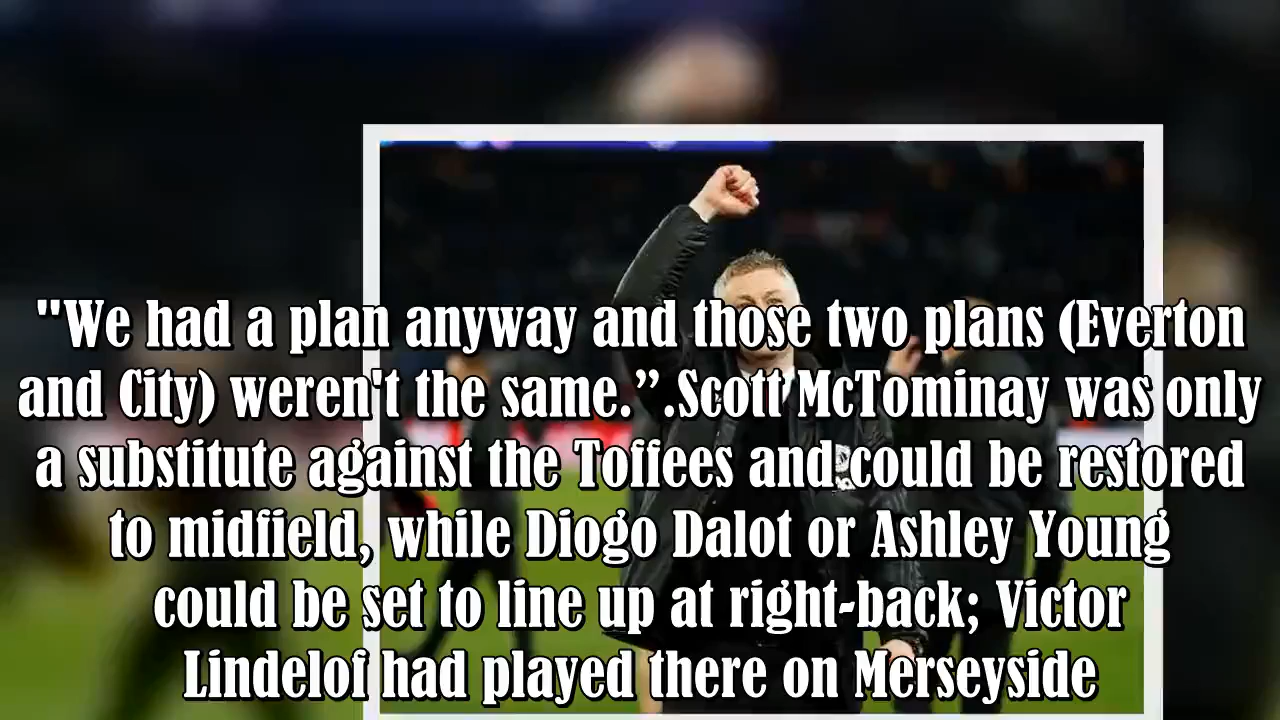 "We had a plan anyway and those two plans (Everton
and City) weren't the same.”.Scott McTominay was only
a substitute against the Toffees and could be restored
to midfield, while Diogo Dalot or Ashley Young
could be set to line up at right-back; Victor
Lindelof had played there on Merseyside